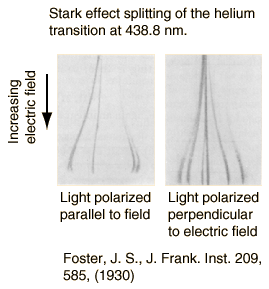 Stark effect splitting of the helium
transition at 438.8 nm.
Increasing
electric field
Light polarized
parallel to field
Light polarized
perpendicular
to electric field
Foster, J. S., J. Frank. Inst. 209,
585, (1930)